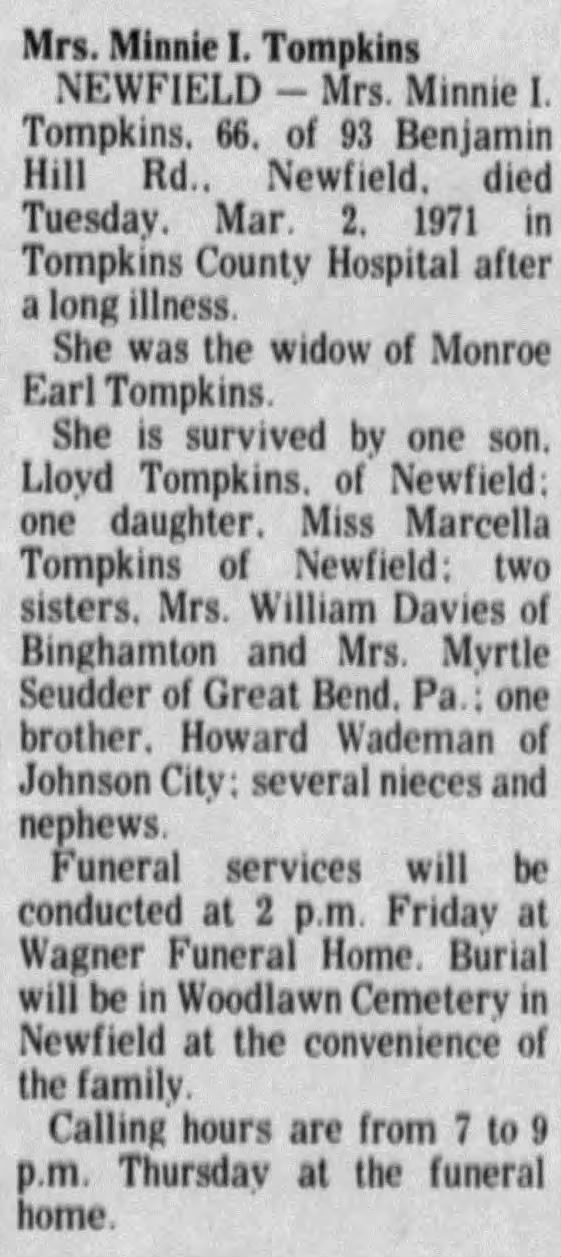 Mrs. Minnie I. Tompkins
NEWFIELD — Mrs. Minnie I.
Tompkins, 66, of 93 Benjamin
Hill Rd., Newfield, died
Tuesday, Mar. 2, 1971 in
Tompkins County Hospital after
a long illness.
She was the widow of Monroe
Earl Tompkins.
She is survived by one son,
Lloyd Tompkins, of Newfield;
one daughter, Miss Marcella
Tompkins of Newfield; two
sisters, Mrs. William Davies of
Binghamton and Mrs. Myrtle
Seudder of Great Bend, Pa.; one
brother, Howard Wademan of
Johnson City; several nieces and
nephews.
Funeral services will be
conducted at 2 p.m. Friday at
Wagner Funeral Home. Burial
will be in Woodlawn Cemetery in
Newfield at the convenience of
the family.
Calling hours are from 7 to 9
p.m. Thursday at the funeral
home.